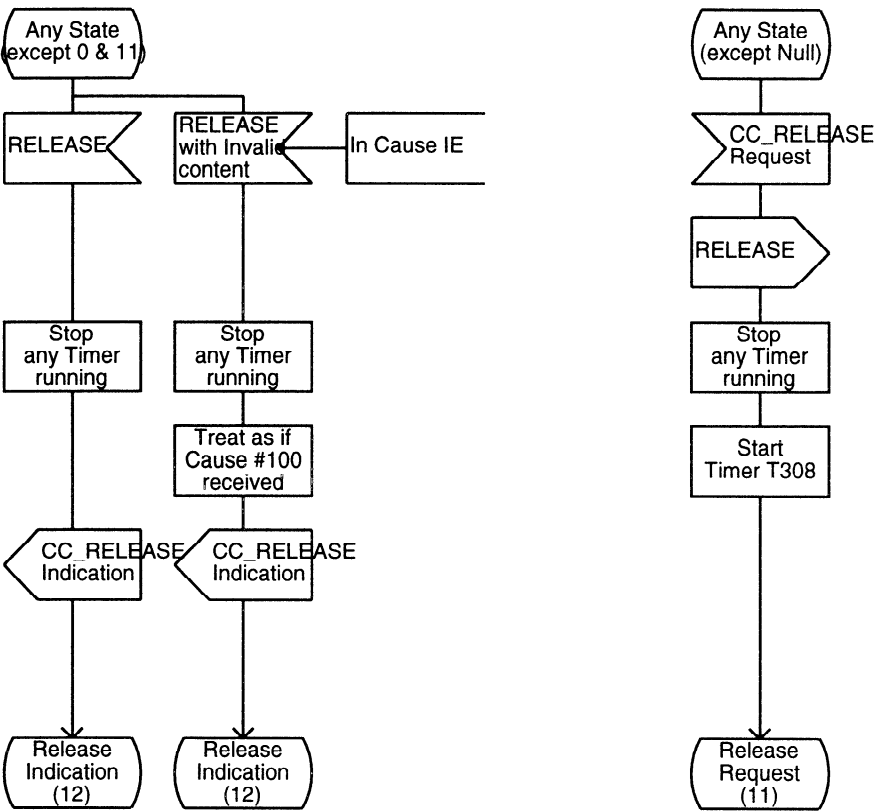 Any State
(except 0 & 11)
RELEASE
RELEASE
with Invalid
content
In Cause IE
Stop
any Timer
running
Stop
any Timer
running
Treat as if
Cause #100
received
CC_RELEASE
Indication
CC_RELEASE
Indication
Release
Indication
(12)
Release
Indication
(12)
Any State
(except Null)
CC_RELEASE
Request
RELEASE
Stop
any Timer
running
Start
Timer T308
Release
Request
(11)